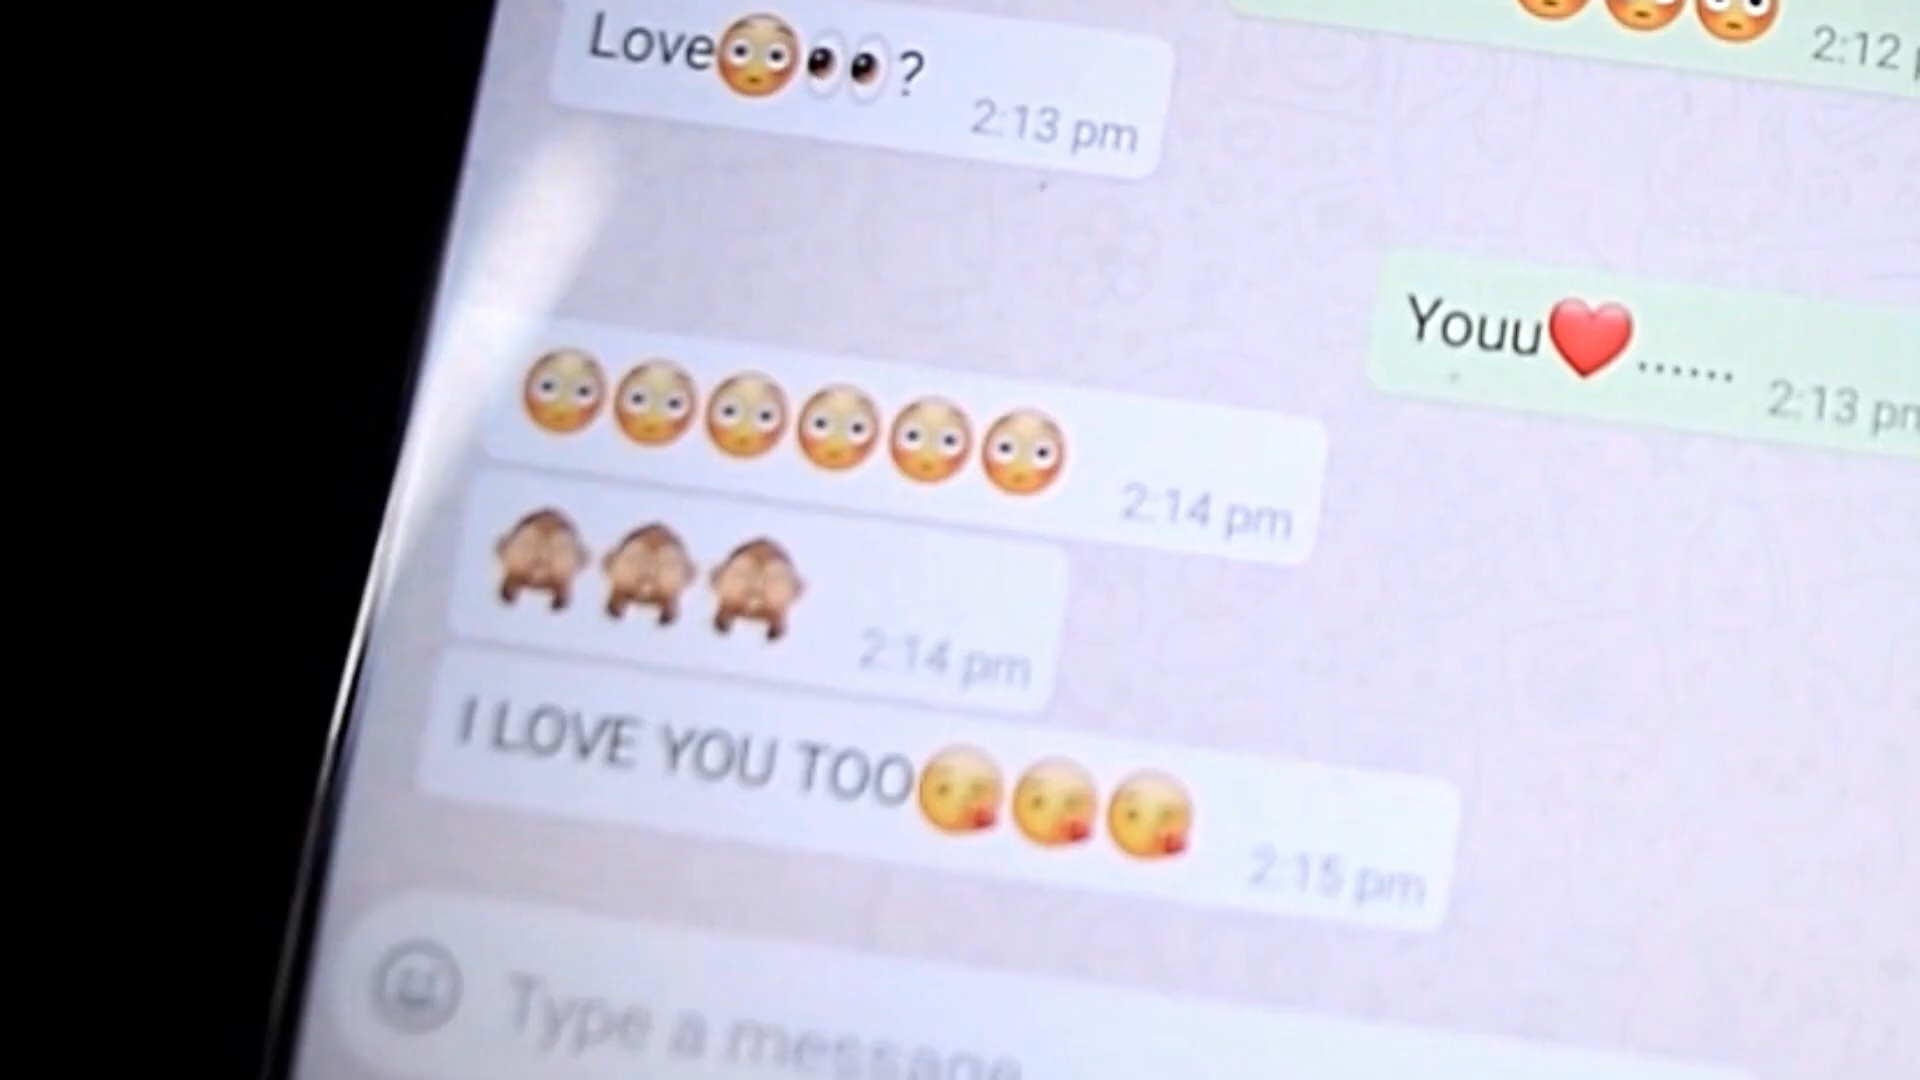 2:12
Love😳👀?
2:13 pm
Youu❤️......
2:13 pm
😳😳😳😳😳😳
2:14 pm
🙈🙈🙈
2:14 pm
I LOVE YOU TOO😘😘😘
2:15 pm
Type a message